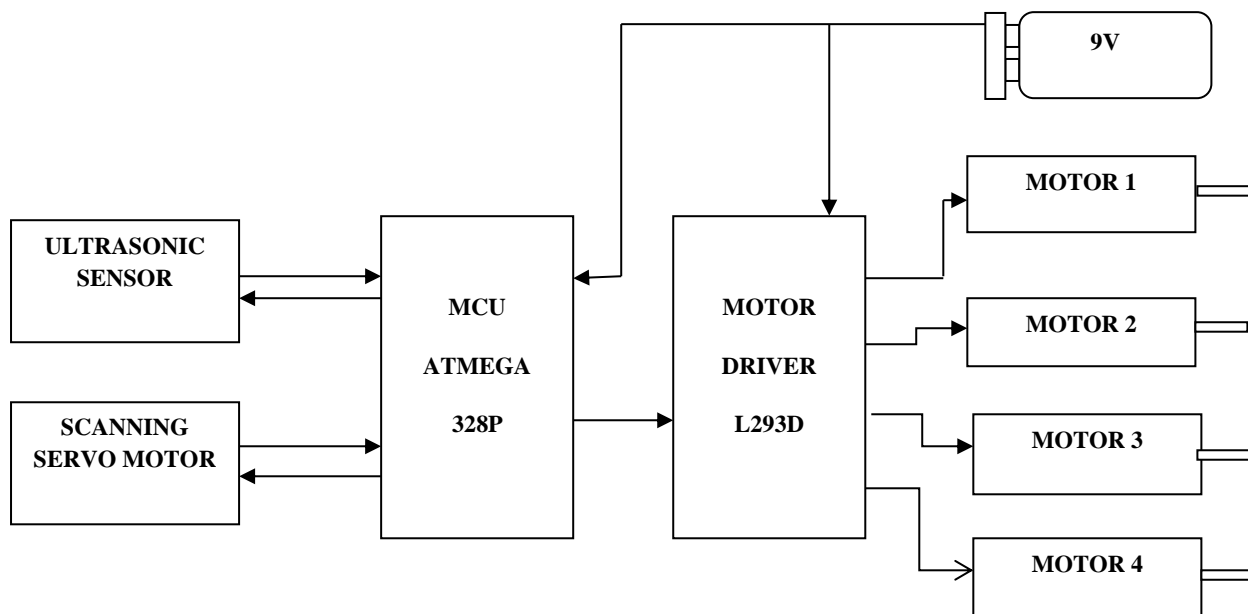 9V
MOTOR 1
ULTRASONIC
SENSOR
MCU
ATMEGA
328P
MOTOR
DRIVER
L293D
MOTOR 2
SCANNING
SERVO MOTOR
MOTOR 3
MOTOR 4